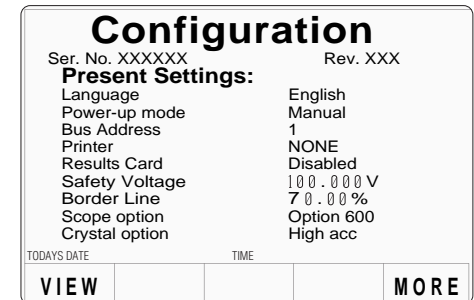 Configuration
Ser. No. XXXXXX Rev. XXX
Present Settings:
Language English
Power-up mode Manual
Bus Address 1
Printer NONE
Results Card Disabled
Safety Voltage 100.000V
Border Line 70.00%
Scope option Option 600
Crystal option High acc
TODAYS DATE TIME
VIEW MORE